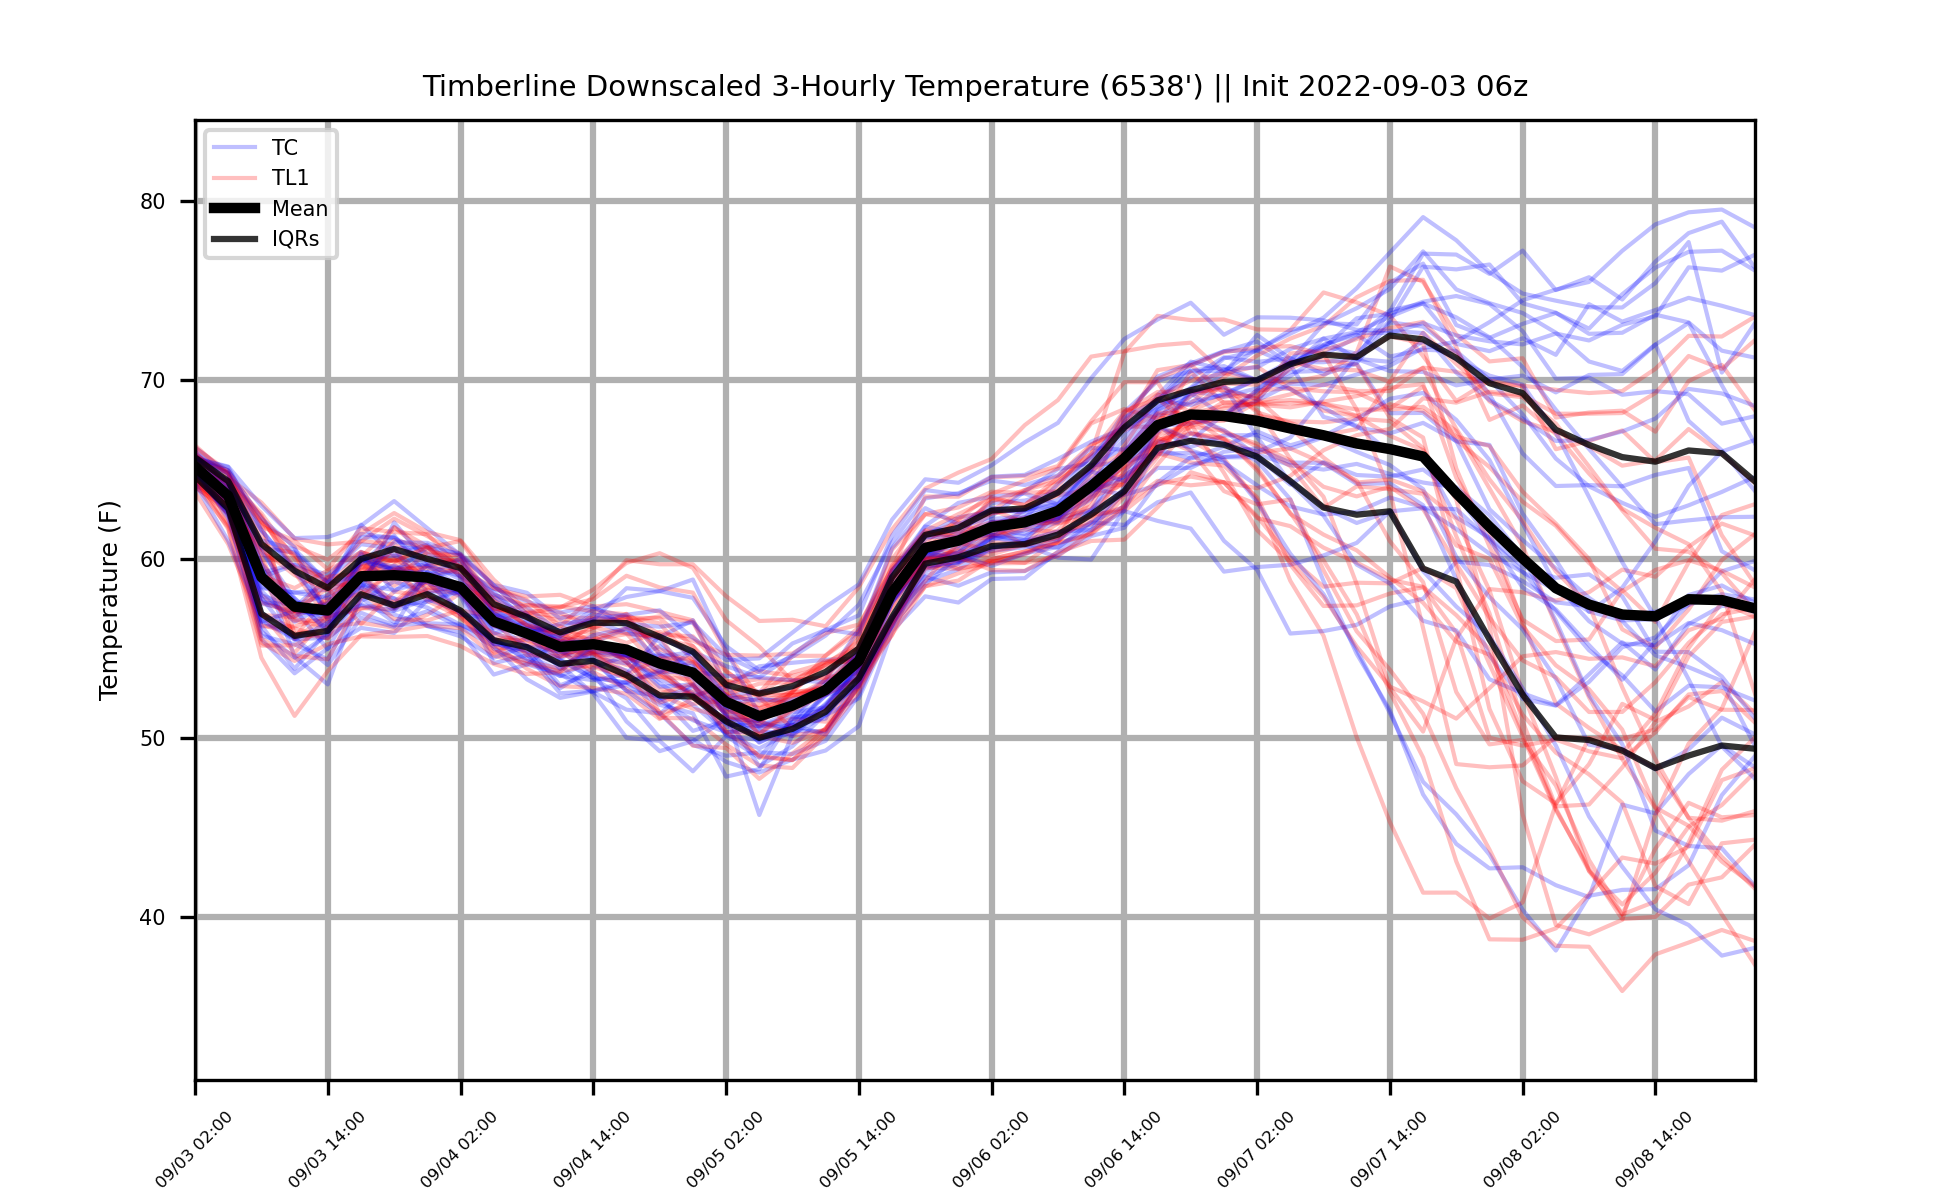 Timberline Downscaled 3-Hourly Temperature (6538') || Init 2022-09-03 06z
TC
TL1
Mean
IQRs
Temperature (F)
80
70
60
50
40
09/03 02:00
09/03 14:00
09/04 02:00
09/04 14:00
09/05 02:00
09/05 14:00
09/06 02:00
09/06 14:00
09/07 02:00
09/07 14:00
09/08 02:00
09/08 14:00